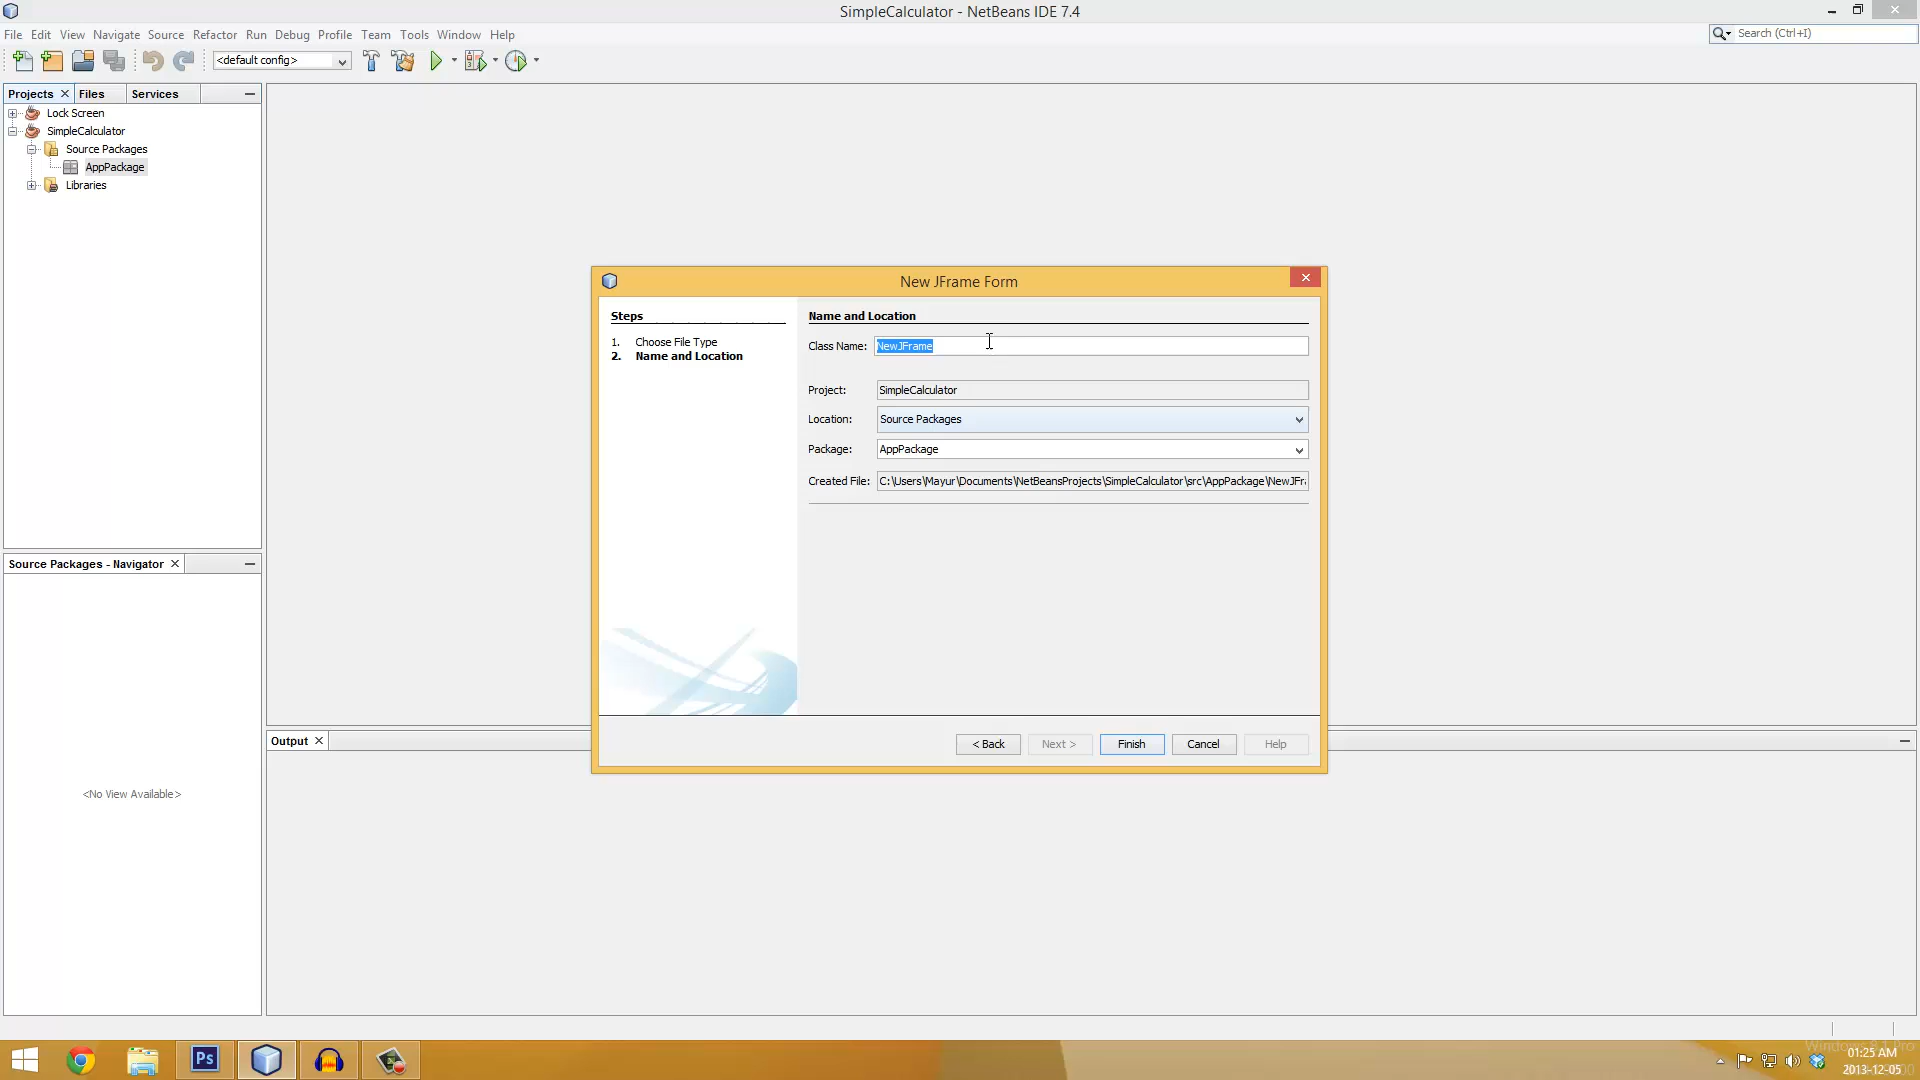 SimpleCalculator - NetBeans IDE 7.4
File Edit View Navigate Source Refactor Run Debug Profile Team Tools Window Help
Search (Ctrl+I)
<default config>
Projects Files Services
Lock Screen
SimpleCalculator
Source Packages
AppPackage
Libraries
New JFrame Form
Steps
1. Choose File Type
2. Name and Location
Name and Location
Class Name: NewJFrame
Project: SimpleCalculator
Location: Source Packages
Package: AppPackage
Created File: C:\Users\Mayur\Documents\NetBeansProjects\SimpleCalculator\src\AppPackage\NewJFr
< Back Next > Finish Cancel Help
Source Packages - Navigator
<No View Available>
Output
Ps
01:25 AM
2013-12-05